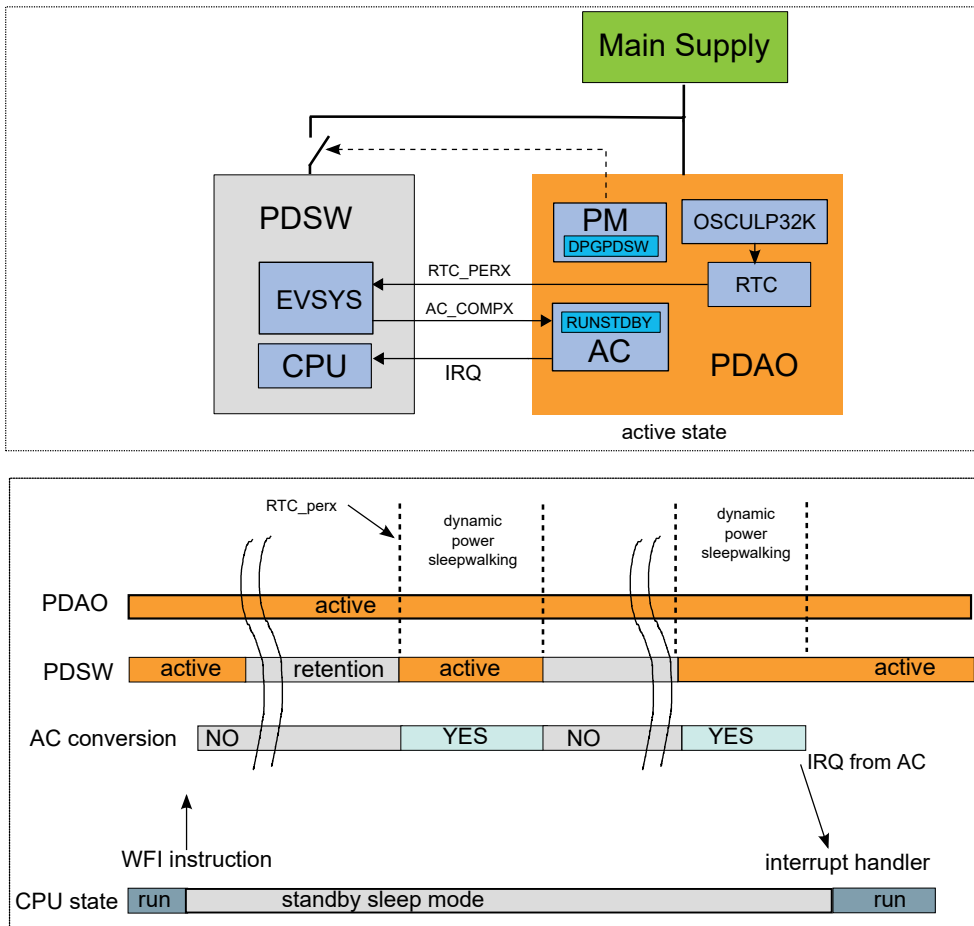 Main Supply
PDSW
PM
DPGPDSW
OSCULP32K
RTC_PERX
RTC
EVSYS
AC_COMPX
RUNSTDBY
AC
CPU
IRQ
PDAO
active state
RTC_perx
dynamic
power
sleepwalking
dynamic
power
sleepwalking
PDAO
active
PDSW
active
retention
active
active
AC conversion
NO
YES
NO
YES
IRQ from AC
WFI instruction
interrupt handler
CPU state
run
standby sleep mode
run